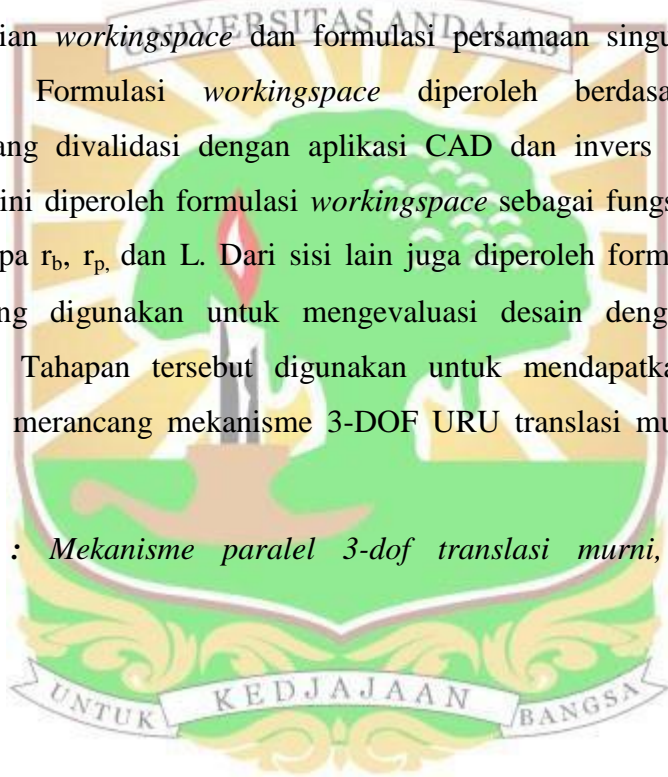 UNIVERSITAS ANDALAS
ian workingspace dan formulasi persamaan singu
Formulasi workingspace diperoleh berdasa
ang divalidasi dengan aplikasi CAD dan invers
ini diperoleh formulasi workingspace sebagai fungs
pa r_b, r_p, dan L. Dari sisi lain juga diperoleh form
ng digunakan untuk mengevaluasi desain deng
Tahapan tersebut digunakan untuk mendapatka
merancang mekanisme 3-DOF URU translasi mu
: Mekanisme paralel 3-dof translasi murni,
UNTUK KEDJAJAAN BANGSA